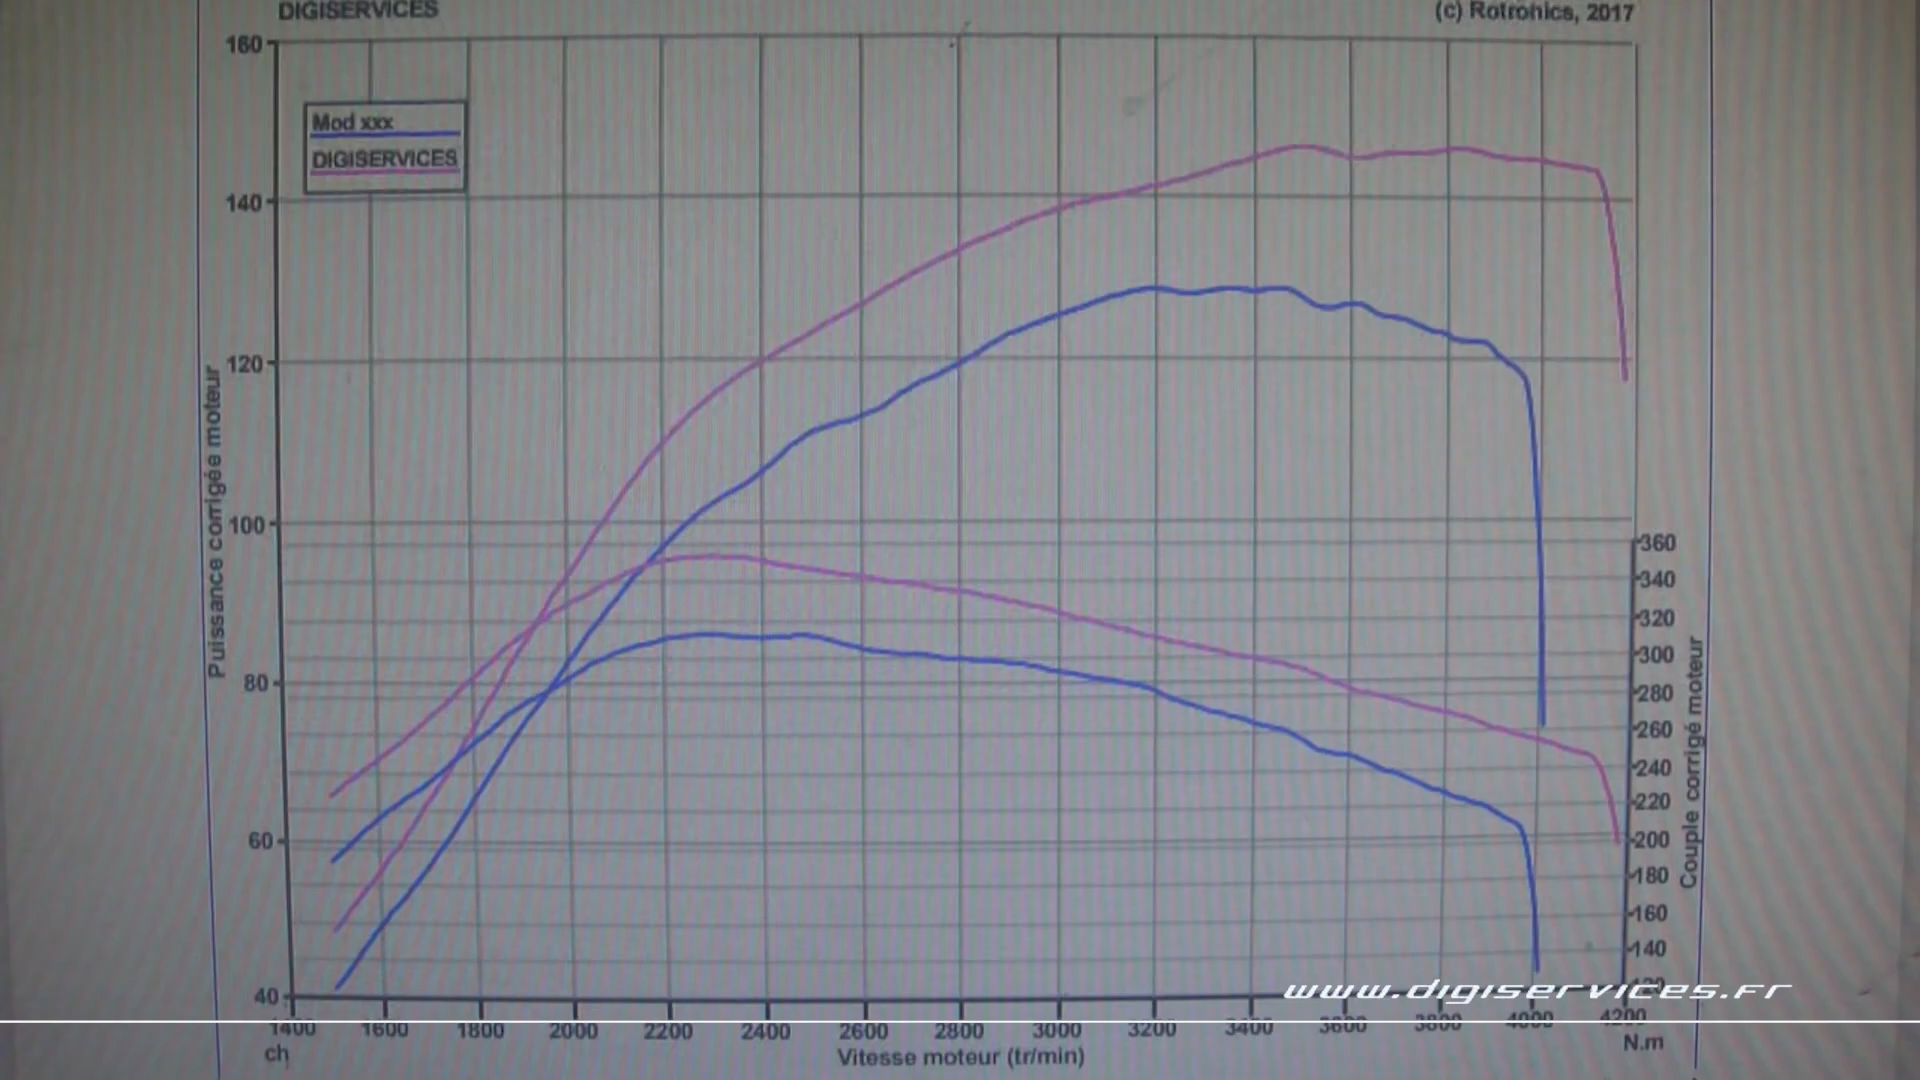 DIGISERVICES
(c) Rotronics, 2017
160
Mod xxx
DIGISERVICES
140
120
100
80
60
40
Puissance corrigée moteur
360
340
320
300
280
260
240
220
200
180
160
140
120
Couple corrigé moteur
www.digiservices.fr
1400 1600 1800 2000 2200 2400 2600 2800 3000 3200 3400 3600 3800 4000 4200
ch
Vitesse moteur (tr/min)
N.m